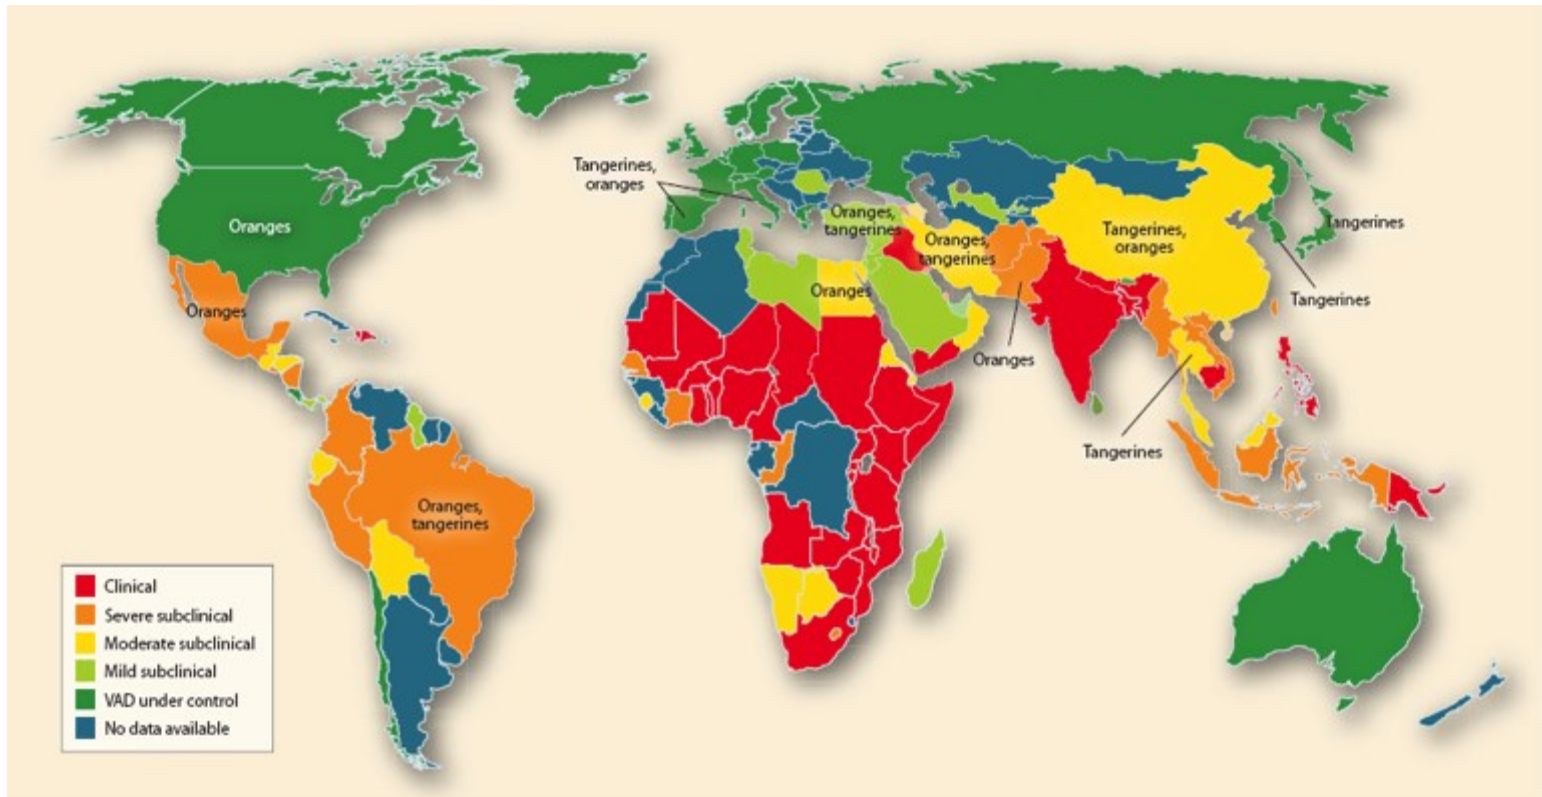 Tangerines,
oranges
Oranges
Oranges
Oranges,
tangerines
Oranges,
tangerines
Oranges,
tangerines
Oranges
Tangerines,
oranges
Tangerines
Tangerines
Oranges
Tangerines
Clinical
Severe subclinical
Moderate subclinical
Mild subclinical
VAD under control
No data available